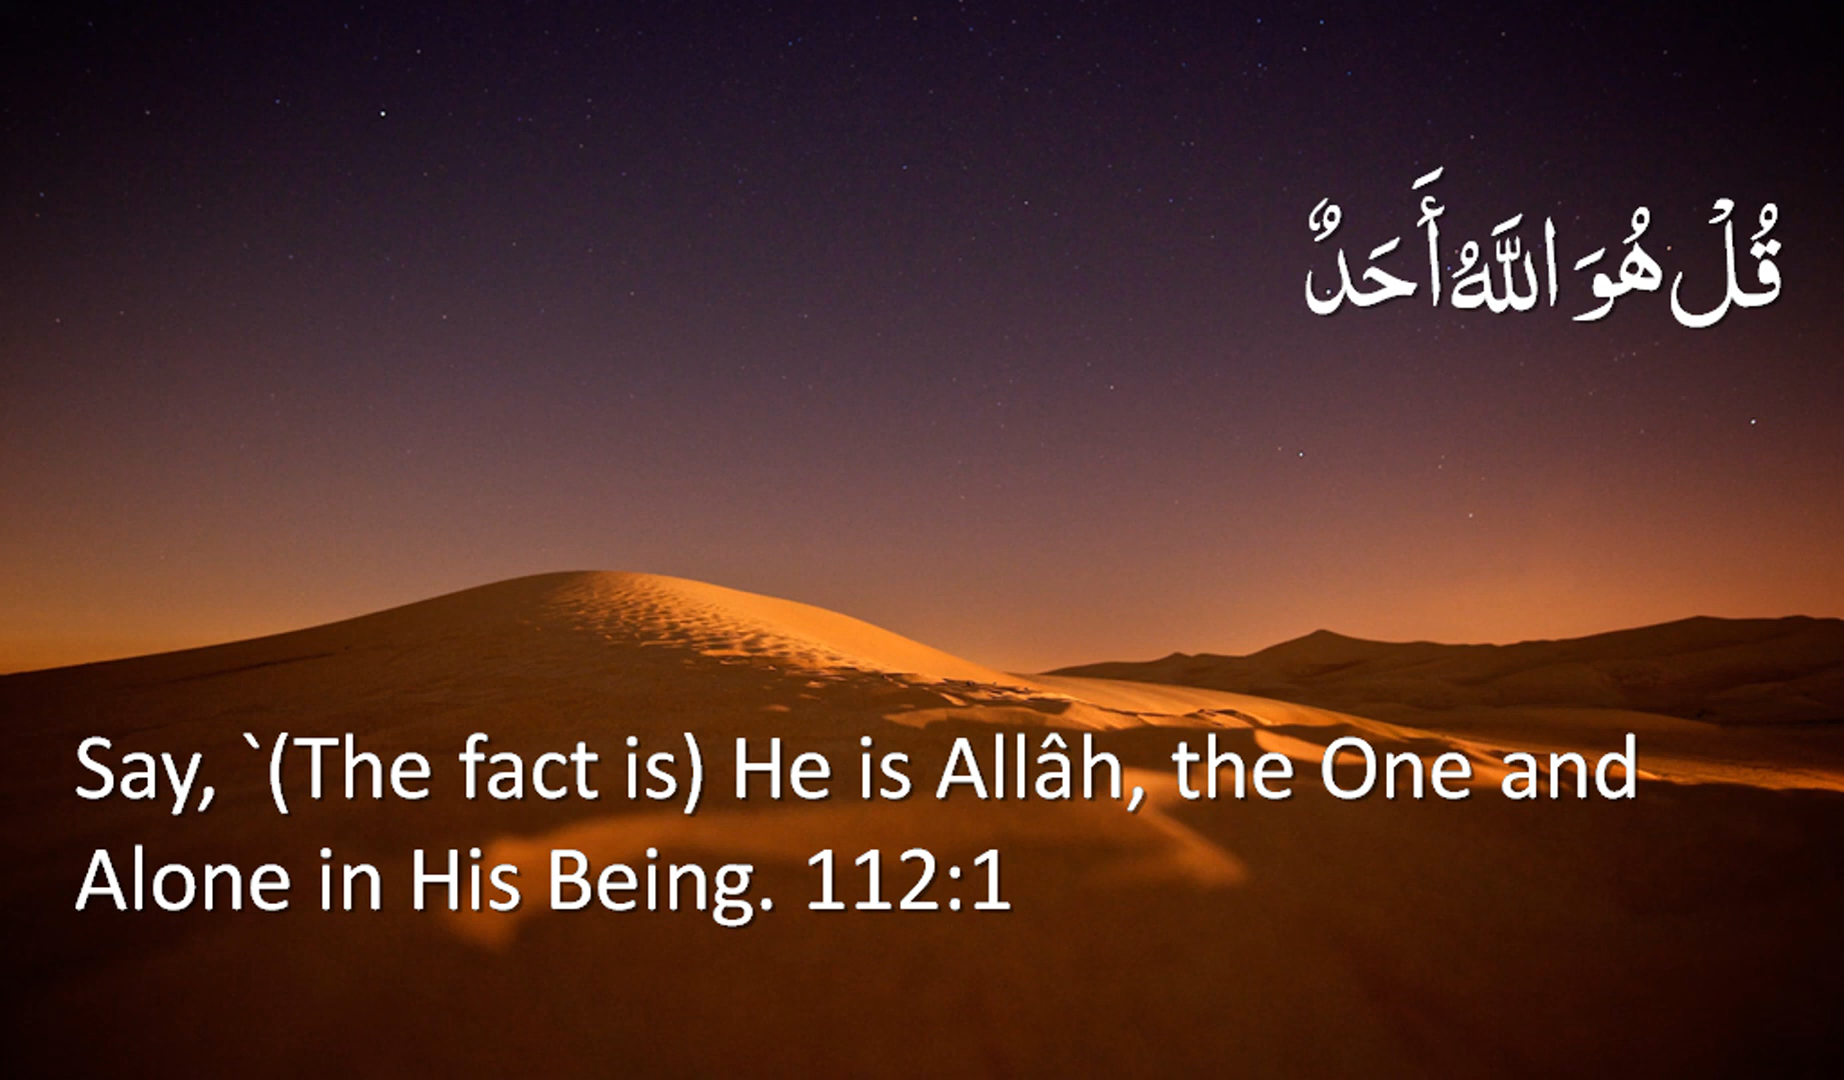 قُلْ هُوَ اللَّهُ أَحَدٌ
Say, `(The fact is) He is Allâh, the One and
Alone in His Being. 112:1